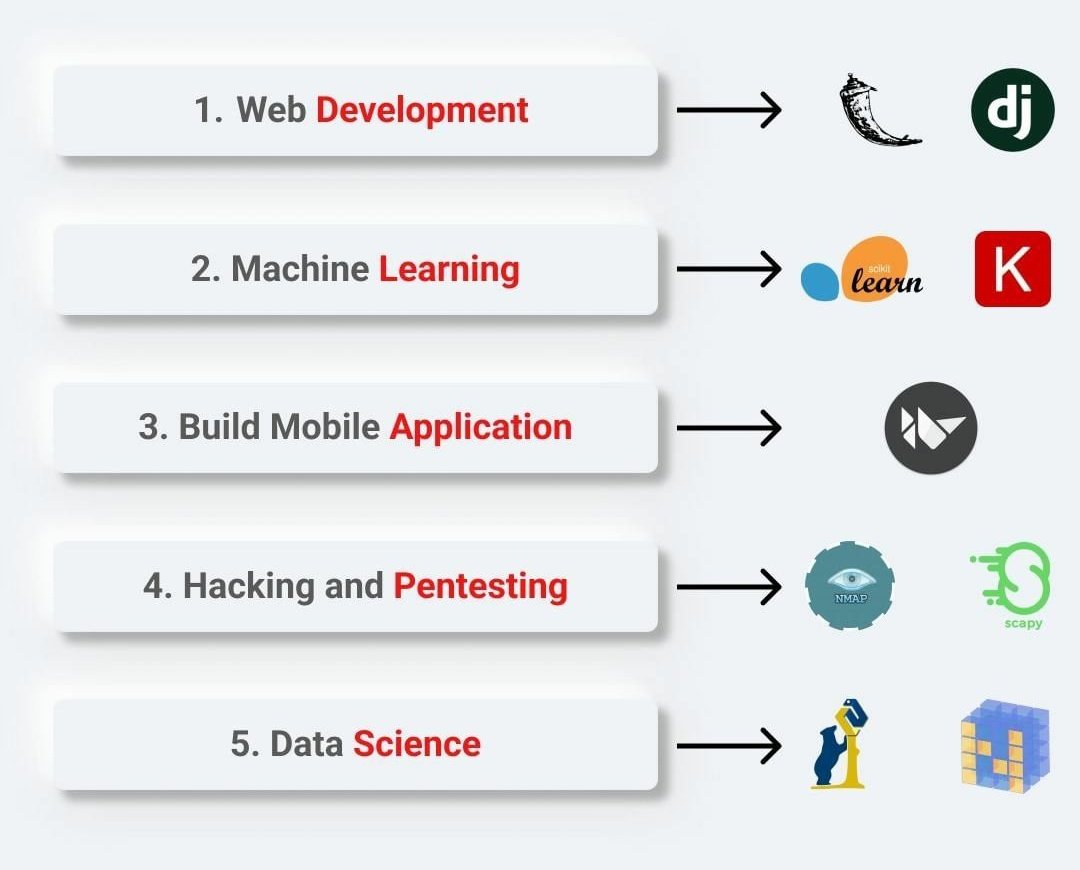 1. Web Development
dj
2. Machine Learning
scikit
learn
K
3. Build Mobile Application
4. Hacking and Pentesting
NMAP
S
scapy
5. Data Science
N